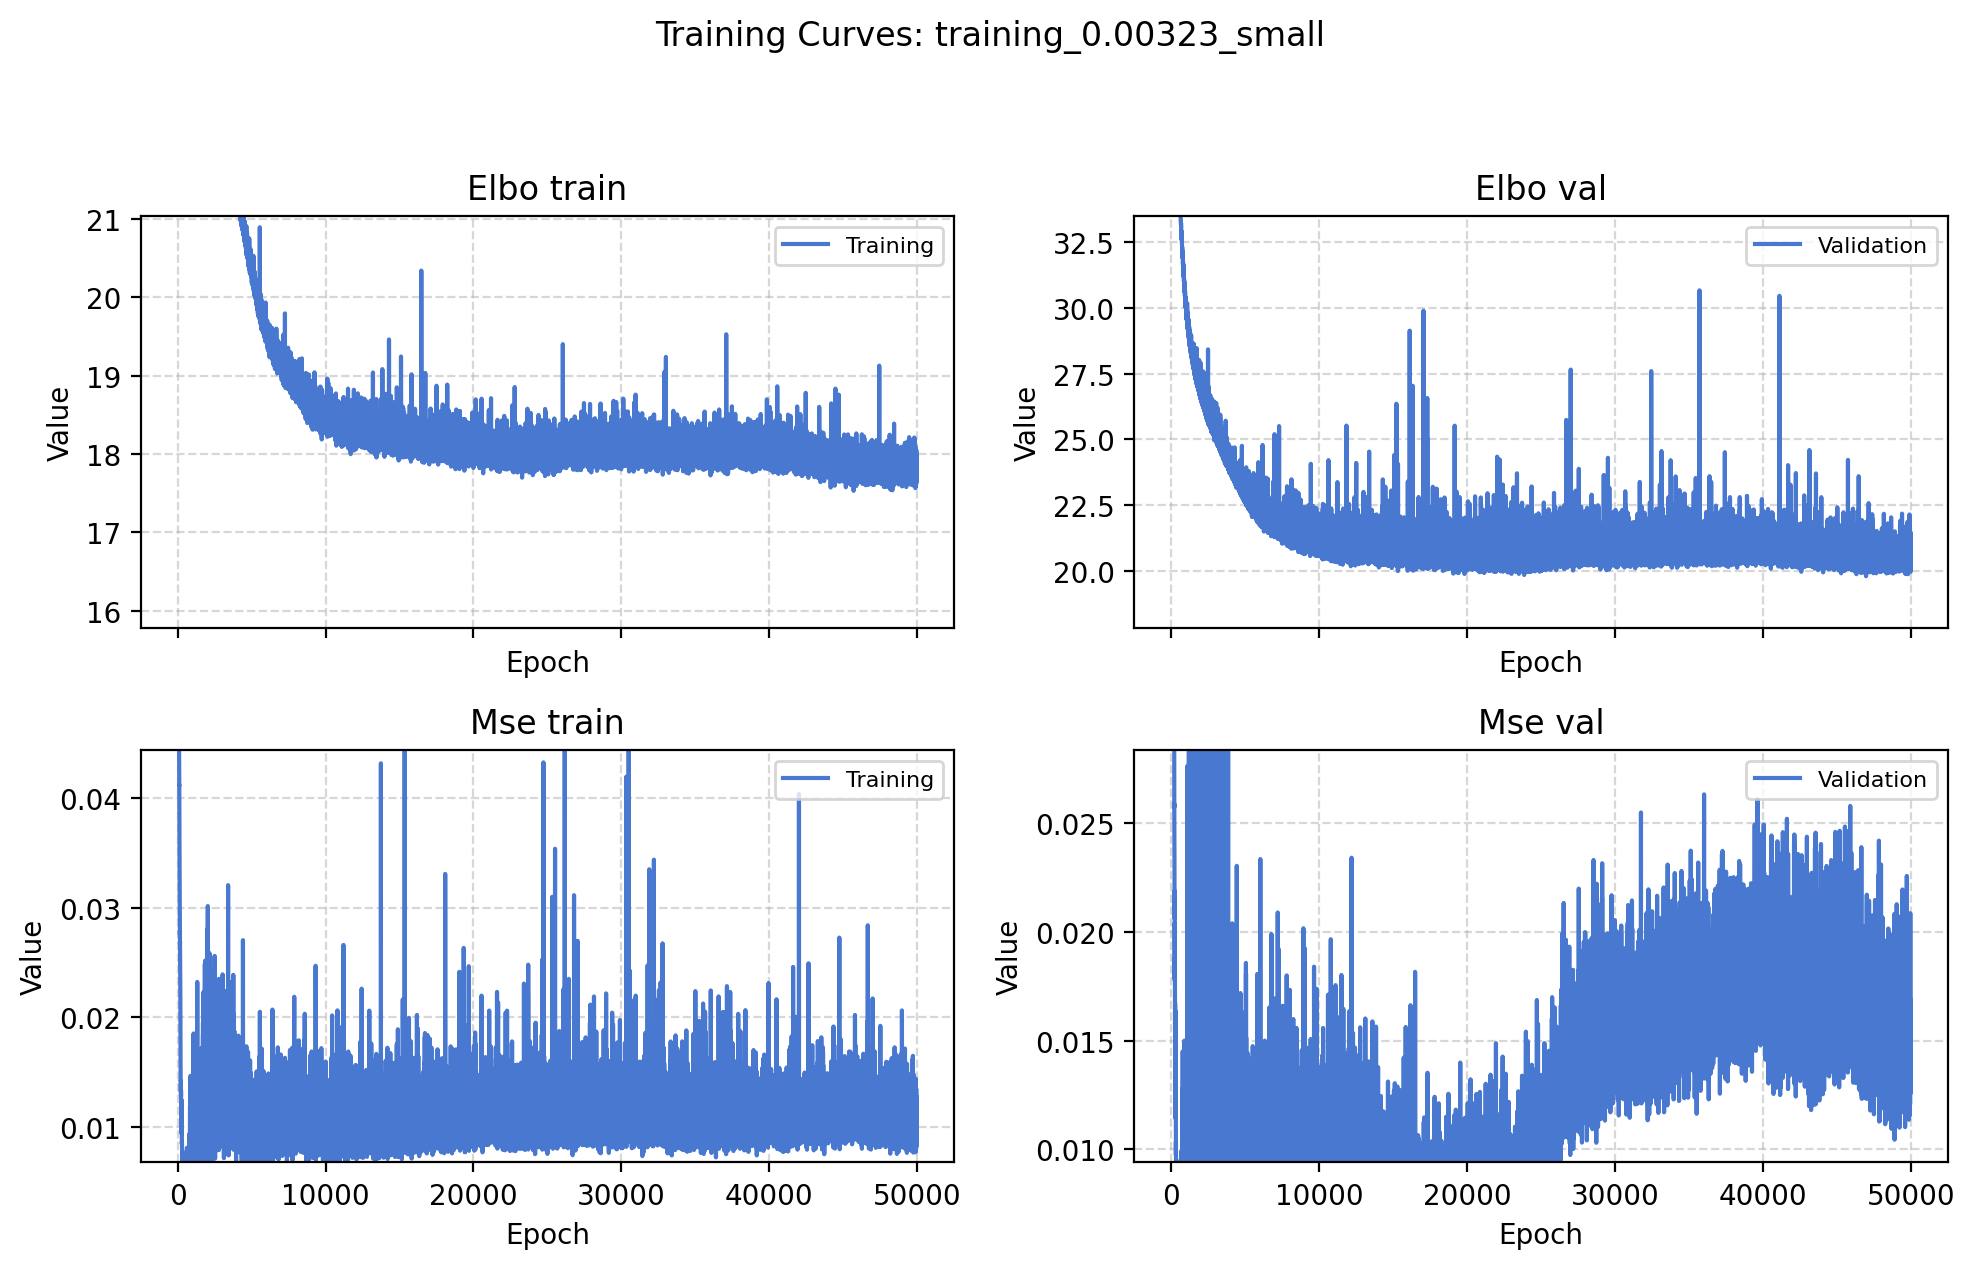 Training Curves: training_0.00323_small
Elbo train
21
20
19
18
17
16
Value
Training
Epoch
Elbo val
32.5
30.0
27.5
25.0
22.5
20.0
Value
Validation
Epoch
Mse train
0.04
0.03
0.02
0.01
Value
Training
0 10000 20000 30000 40000 50000
Epoch
Mse val
0.025
0.020
0.015
0.010
Value
Validation
0 10000 20000 30000 40000 50000
Epoch